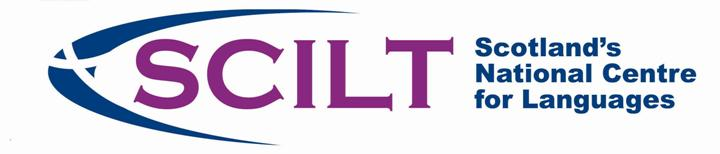 SCILT
Scotland's
National Centre
for Languages